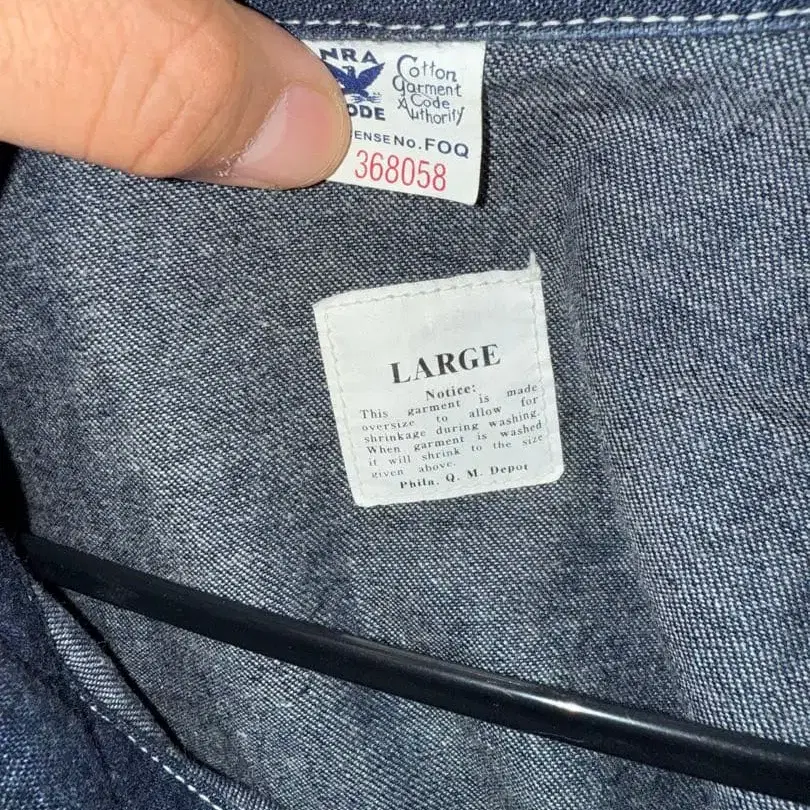 NRA
Cotton
Garment
Code
Authority
ODE
ENSE No. FOQ
368058
LARGE
Notice:
This garment is made
oversize to allow for
shrinkage during washing.
When garment is washed
it will shrink to the size
given above.
Phila. Q. M. Depot